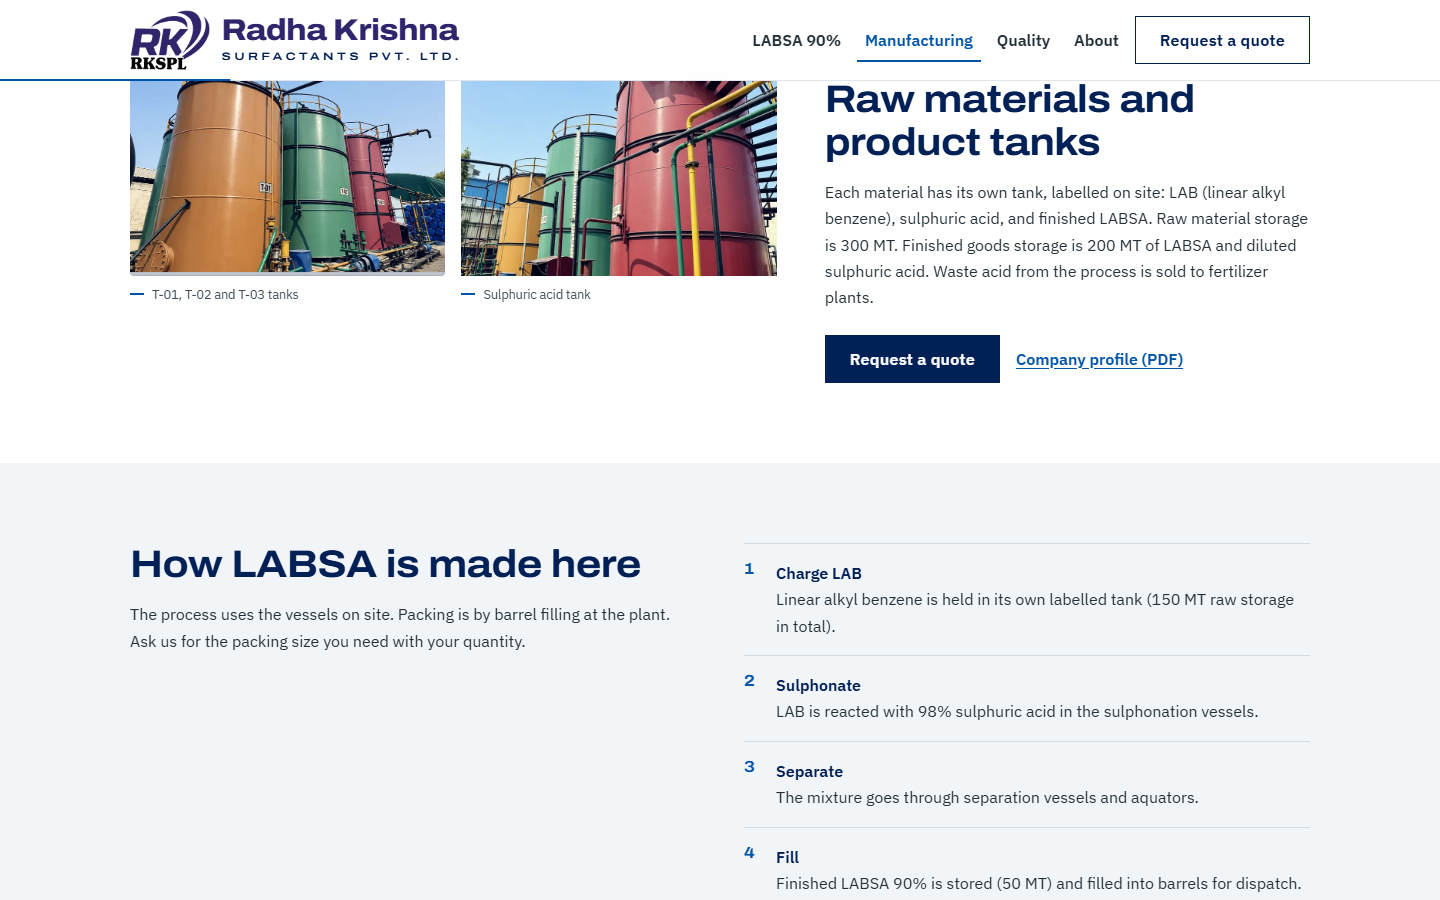 RK
RKSPL
Radha Krishna
SURFACTANTS PVT. LTD.
LABSA 90%
Manufacturing
Quality
About
Request a quote
T-01
T-01, T-02 and T-03 tanks
Sulphuric acid tank
Raw materials and
product tanks
Each material has its own tank, labelled on site: LAB (linear alkyl
benzene), sulphuric acid, and finished LABSA. Raw material storage
is 300 MT. Finished goods storage is 200 MT of LABSA and diluted
sulphuric acid. Waste acid from the process is sold to fertilizer
plants.
Request a quote
Company profile (PDF)
How LABSA is made here
The process uses the vessels on site. Packing is by barrel filling at the plant.
Ask us for the packing size you need with your quantity.
1
Charge LAB
Linear alkyl benzene is held in its own labelled tank (150 MT raw storage
in total).
2
Sulphonate
LAB is reacted with 98% sulphuric acid in the sulphonation vessels.
3
Separate
The mixture goes through separation vessels and aquators.
4
Fill
Finished LABSA 90% is stored (50 MT) and filled into barrels for dispatch.